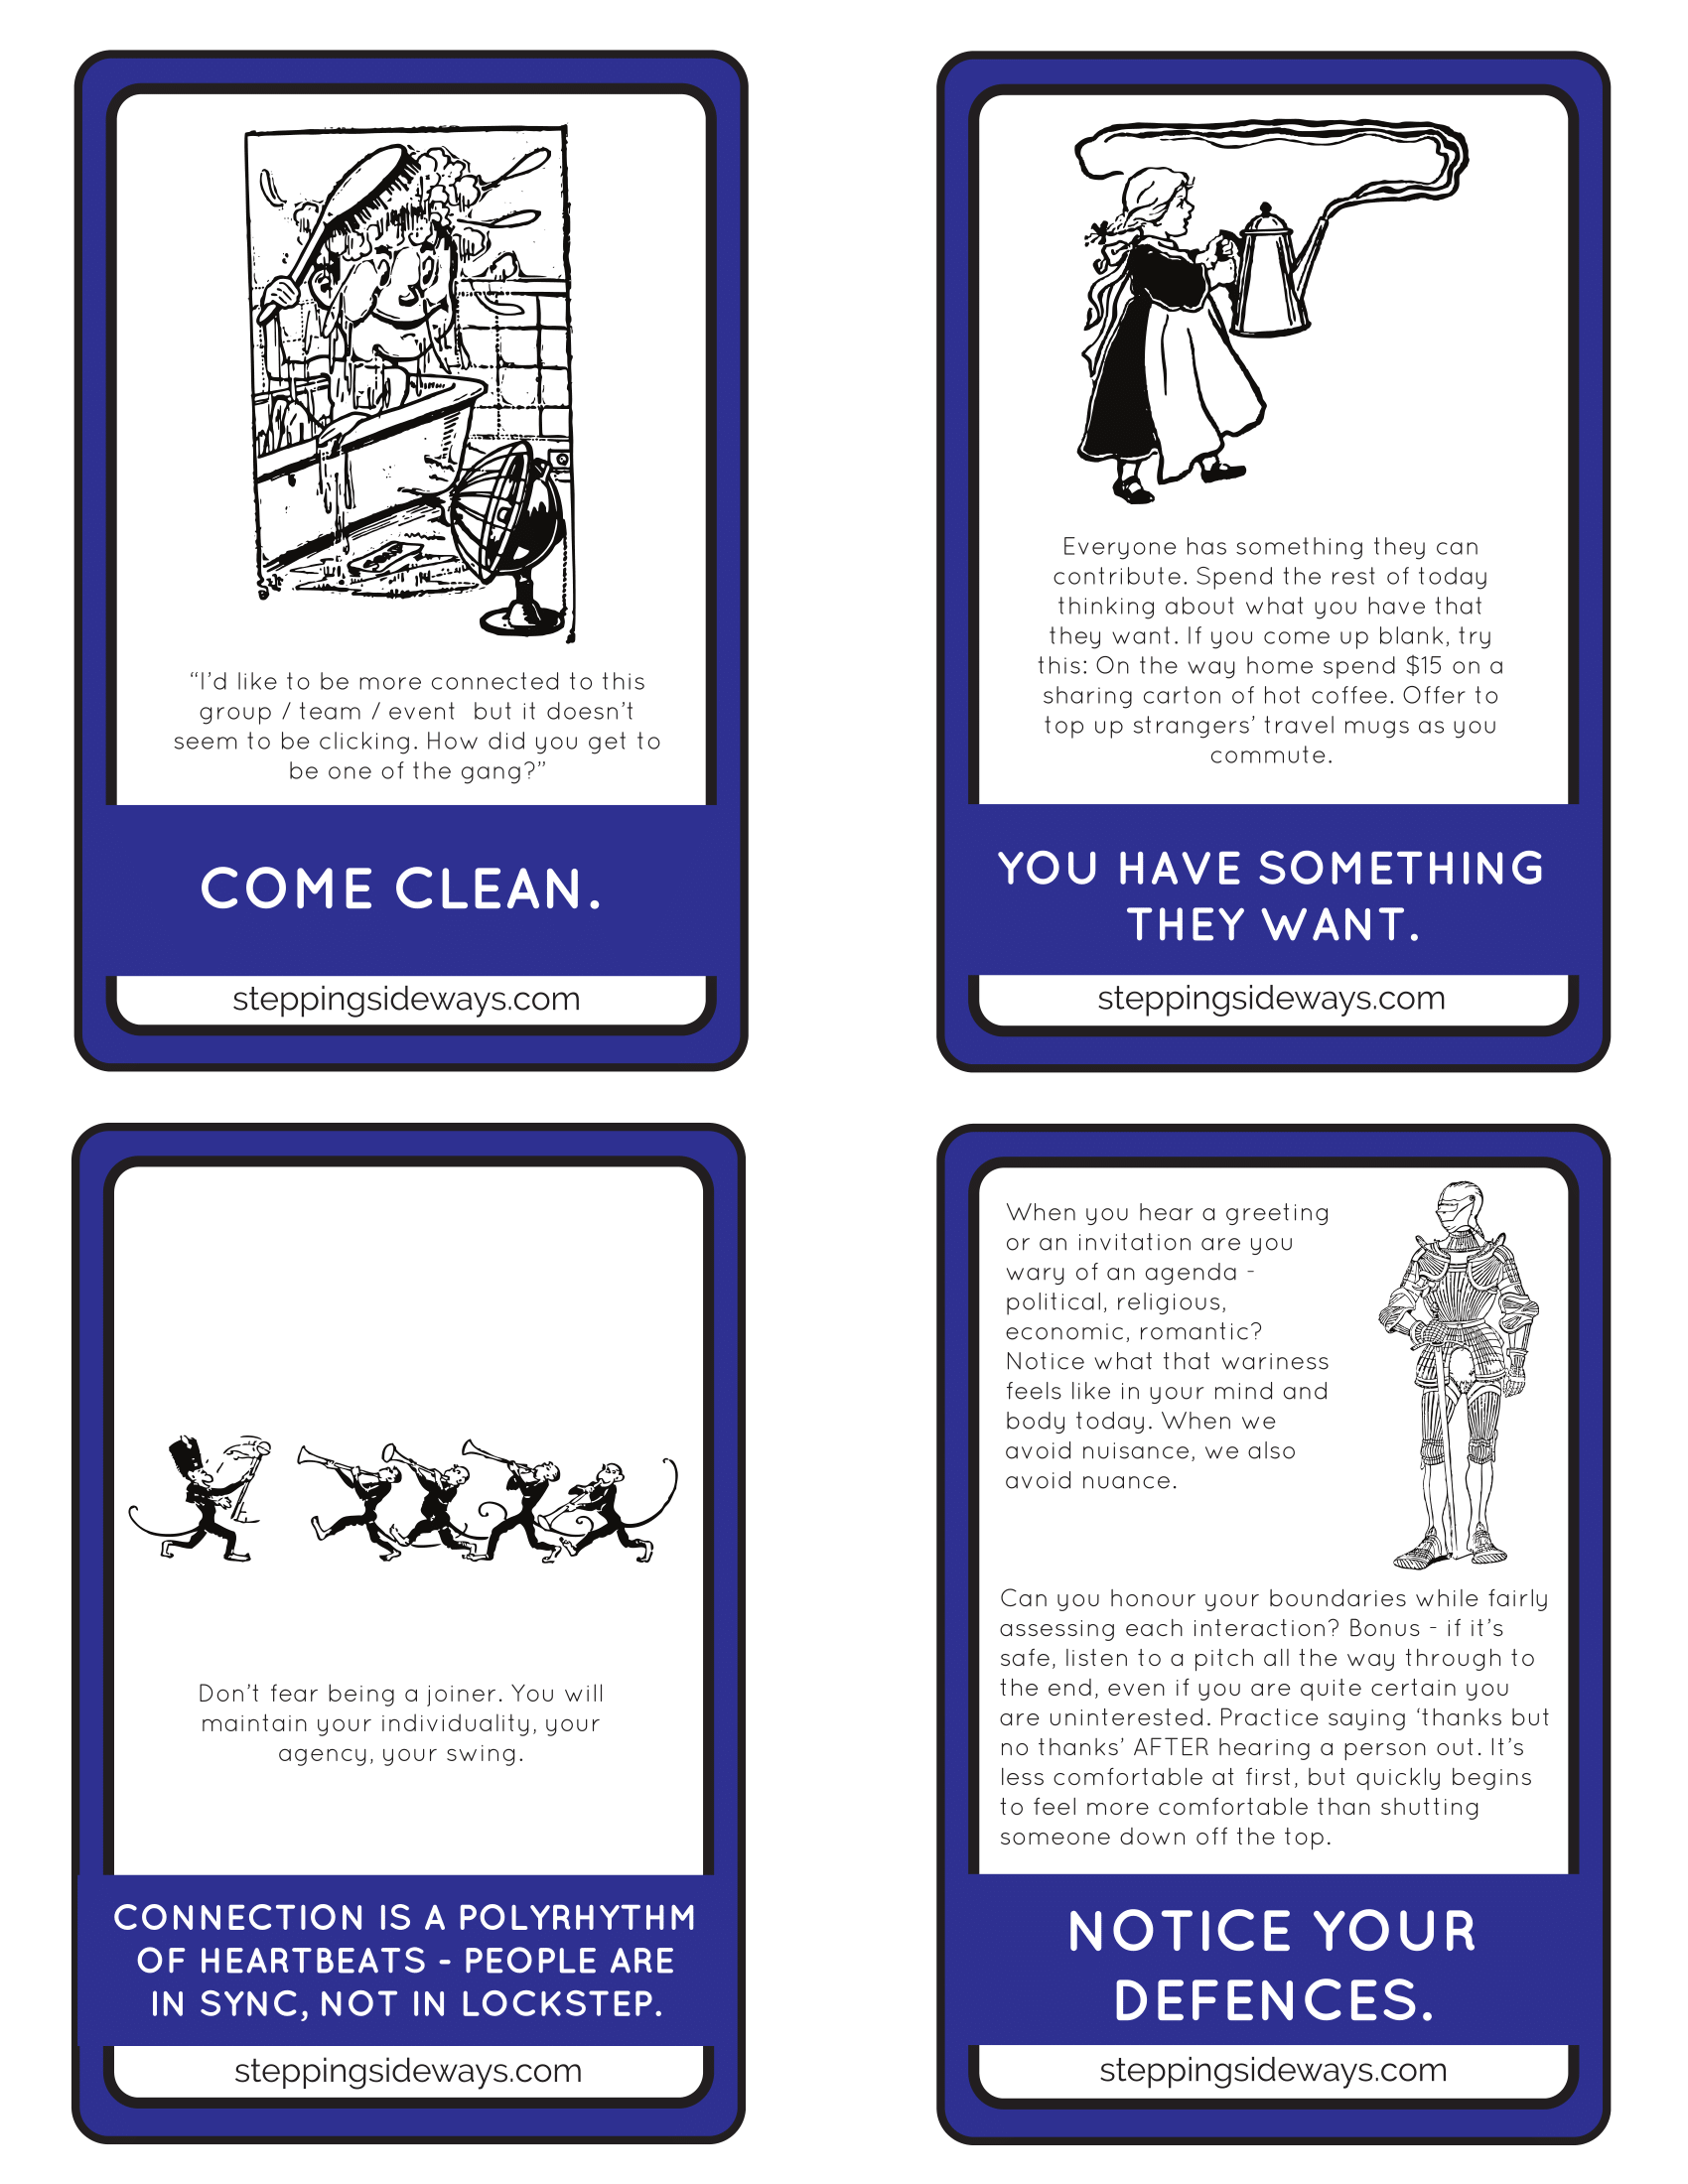 “I’d like to be more connected to this
group / team / event but it doesn’t
seem to be clicking. How did you get to
be one of the gang?”
COME CLEAN.
steppingsideways.com
Everyone has something they can
contribute. Spend the rest of today
thinking about what you have that
they want. If you come up blank, try
this: On the way home spend $15 on a
sharing carton of hot coffee. Offer to
top up strangers’ travel mugs as you
commute.
YOU HAVE SOMETHING
THEY WANT.
steppingsideways.com
Don’t fear being a joiner. You will
maintain your individuality, your
agency, your swing.
CONNECTION IS A POLYRHYTHM
OF HEARTBEATS - PEOPLE ARE
IN SYNC, NOT IN LOCKSTEP.
steppingsideways.com
When you hear a greeting
or an invitation are you
wary of an agenda -
political, religious,
economic, romantic?
Notice what that wariness
feels like in your mind and
body today. When we
avoid nuisance, we also
avoid nuance.
Can you honour your boundaries while fairly
assessing each interaction? Bonus - if it’s
safe, listen to a pitch all the way through to
the end, even if you are quite certain you
are uninterested. Practice saying ‘thanks but
no thanks’ AFTER hearing a person out. It’s
less comfortable at first, but quickly begins
to feel more comfortable than shutting
someone down off the top.
NOTICE YOUR
DEFENCES.
steppingsideways.com